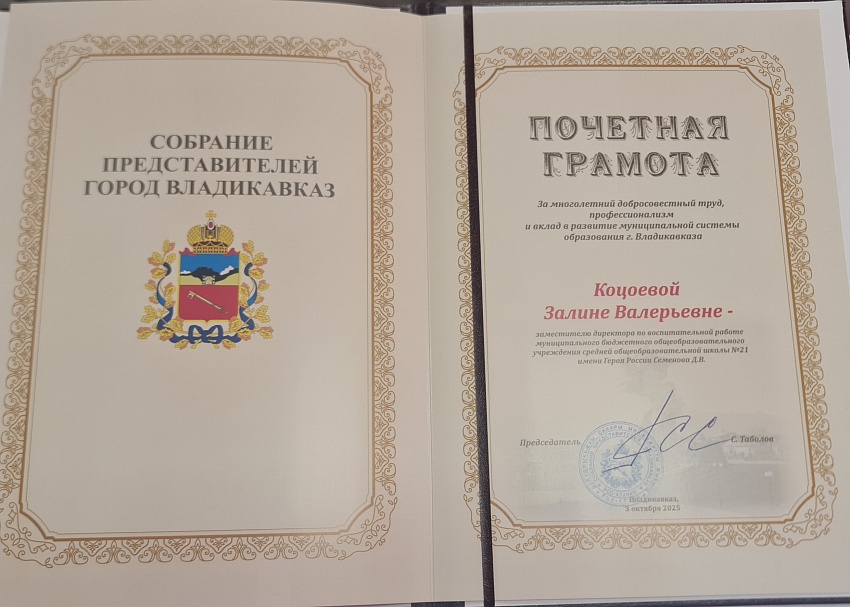 СОБРАНИЕ
ПРЕДСТАВИТЕЛЕЙ
ГОРОД ВЛАДИКАВКАЗ
ПОЧЕТНАЯ
ГРАМОТА
За многолетний добросовестный труд,
профессионализм
и вклад в развитие муниципальной системы
образования г. Владикавказа
Коцоевой
Залине Валерьевне -
заместителю директора по воспитательной работе
муниципального бюджетного общеобразовательного
учреждения средней общеобразовательной школы №21
имени Героя России Семенова Д.В.
Председатель
С. Таболов
Владикавказ,
3 октября 2025